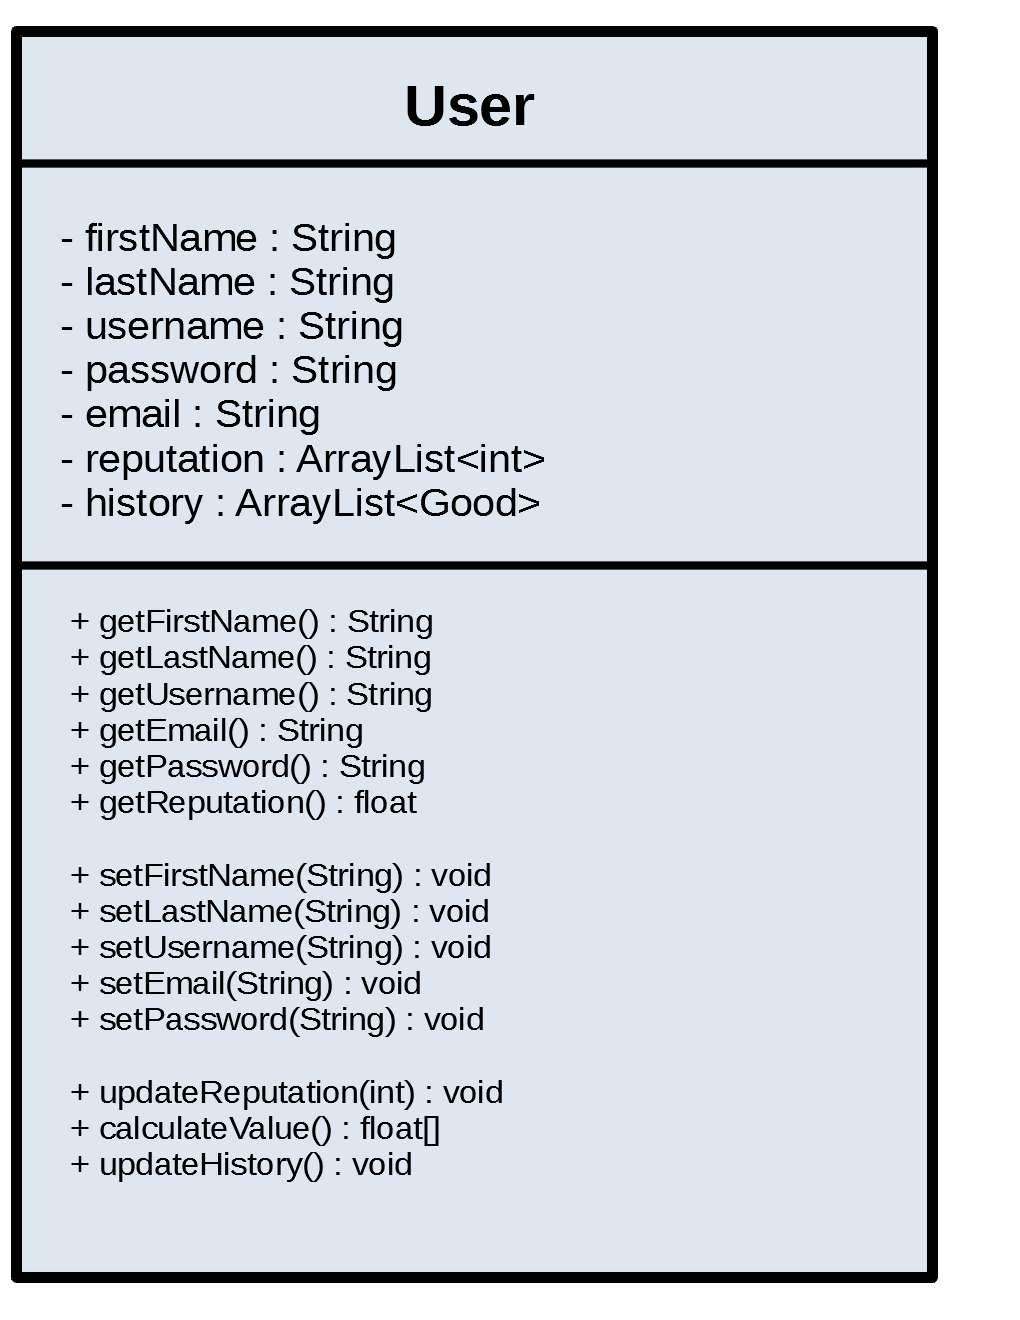 User
- firstName : String
- lastName : String
- username : String
- password : String
- email : String
- reputation : ArrayList<int>
- history : ArrayList<Good>
+ getFirstName() : String
+ getLastName() : String
+ getUsername() : String
+ getEmail() : String
+ getPassword() : String
+ getReputation() : float
+ setFirstName(String) : void
+ setLastName(String) : void
+ setUsername(String) : void
+ setEmail(String) : void
+ setPassword(String) : void
+ updateReputation(int) : void
+ calculateValue() : float[]
+ updateHistory() : void